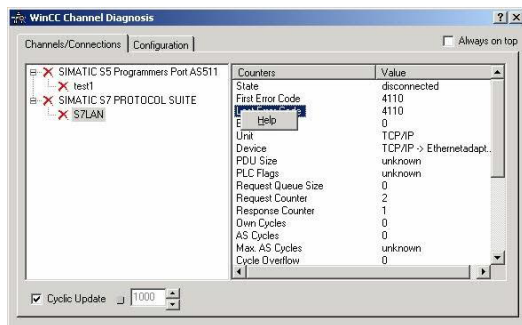 WinCC Channel Diagnosis
Channels/Connections
Configuration
Always on top
SIMATIC S5 Programmers Port AS511
test1
SIMATIC S7 PROTOCOL SUITE
S7LAN
Counters Value
State disconnected
First Error Code 4110
Last Error Code 4110
Help
E 0
Unit TCP/IP
Device TCP/IP -> Ethernetadapt..
PDU Size unknown
PLC Flags unknown
Request Queue Size 0
Request Counter 2
Response Counter 1
Own Cycles 0
AS Cycles 0
Max. AS Cycles unknown
Cycle Overflow 0
Cyclic Update 1000